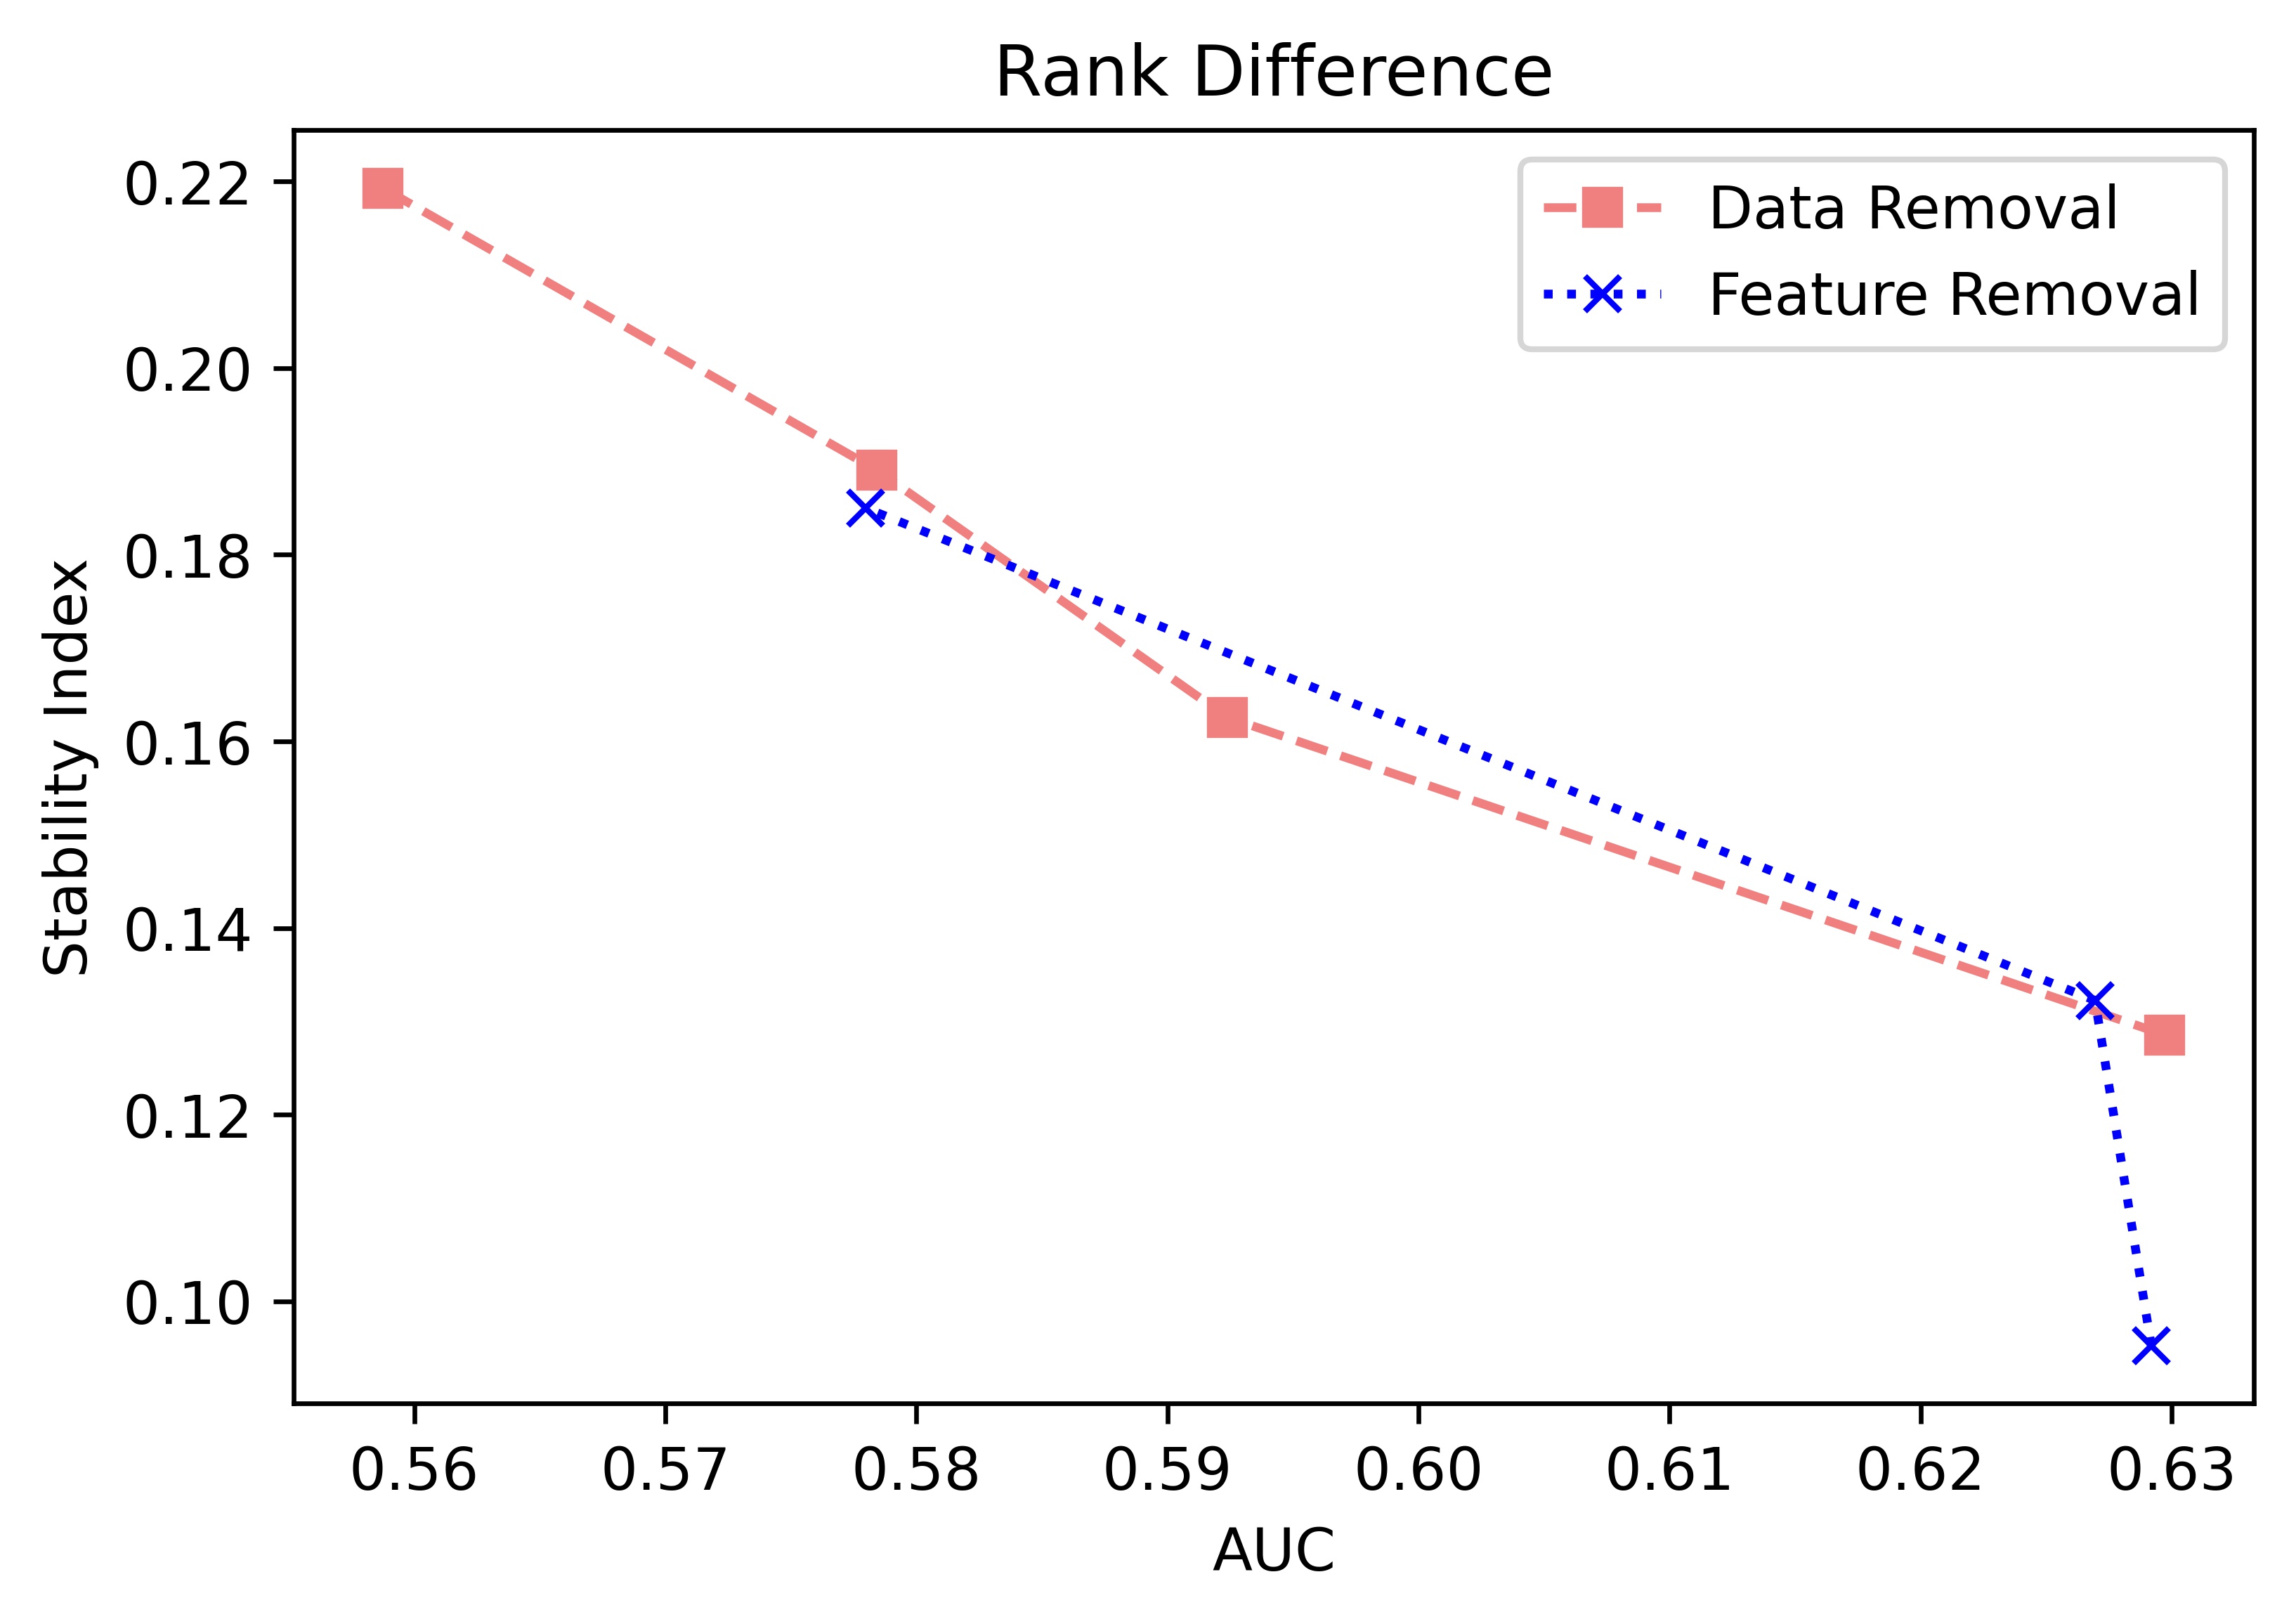 Rank Difference
Data Removal
Feature Removal
Stability Index
0.22
0.20
0.18
0.16
0.14
0.12
0.10
0.56 0.57 0.58 0.59 0.60 0.61 0.62 0.63
AUC